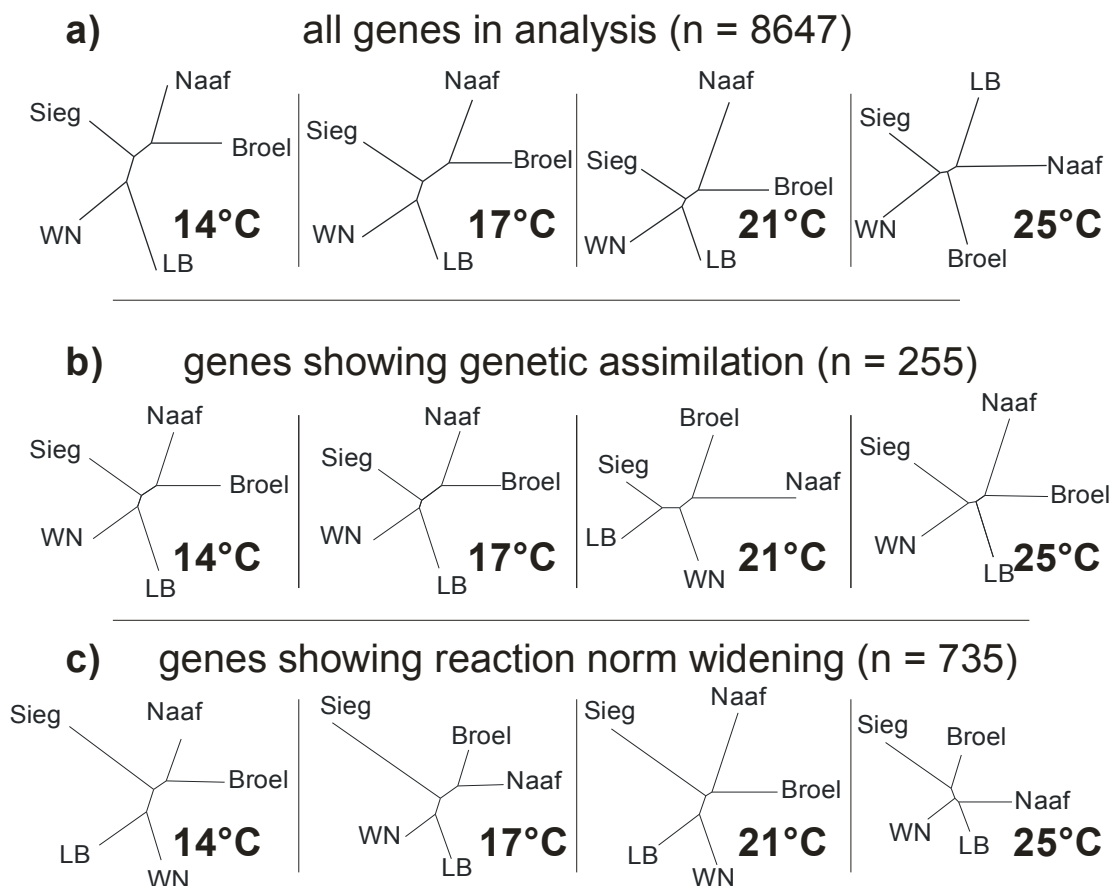 a) all genes in analysis (n = 8647)
Naaf
Sieg
Broel
WN
14°C
LB
Naaf
Sieg
Broel
WN
17°C
LB
Naaf
Sieg
Broel
WN
21°C
LB
LB
Sieg
Naaf
WN
25°C
Broel
b) genes showing genetic assimilation (n = 255)
Naaf
Sieg
Broel
WN
14°C
LB
Naaf
Sieg
Broel
WN
17°C
LB
Broel
Sieg
Naaf
LB
21°C
WN
Naaf
Sieg
Broel
WN
25°C
LB
c) genes showing reaction norm widening (n = 735)
Sieg
Naaf
Broel
LB
14°C
WN
Sieg
Broel
Naaf
WN
17°C
LB
Sieg
Naaf
Broel
LB
21°C
WN
Sieg
Broel
Naaf
WN
25°C
LB